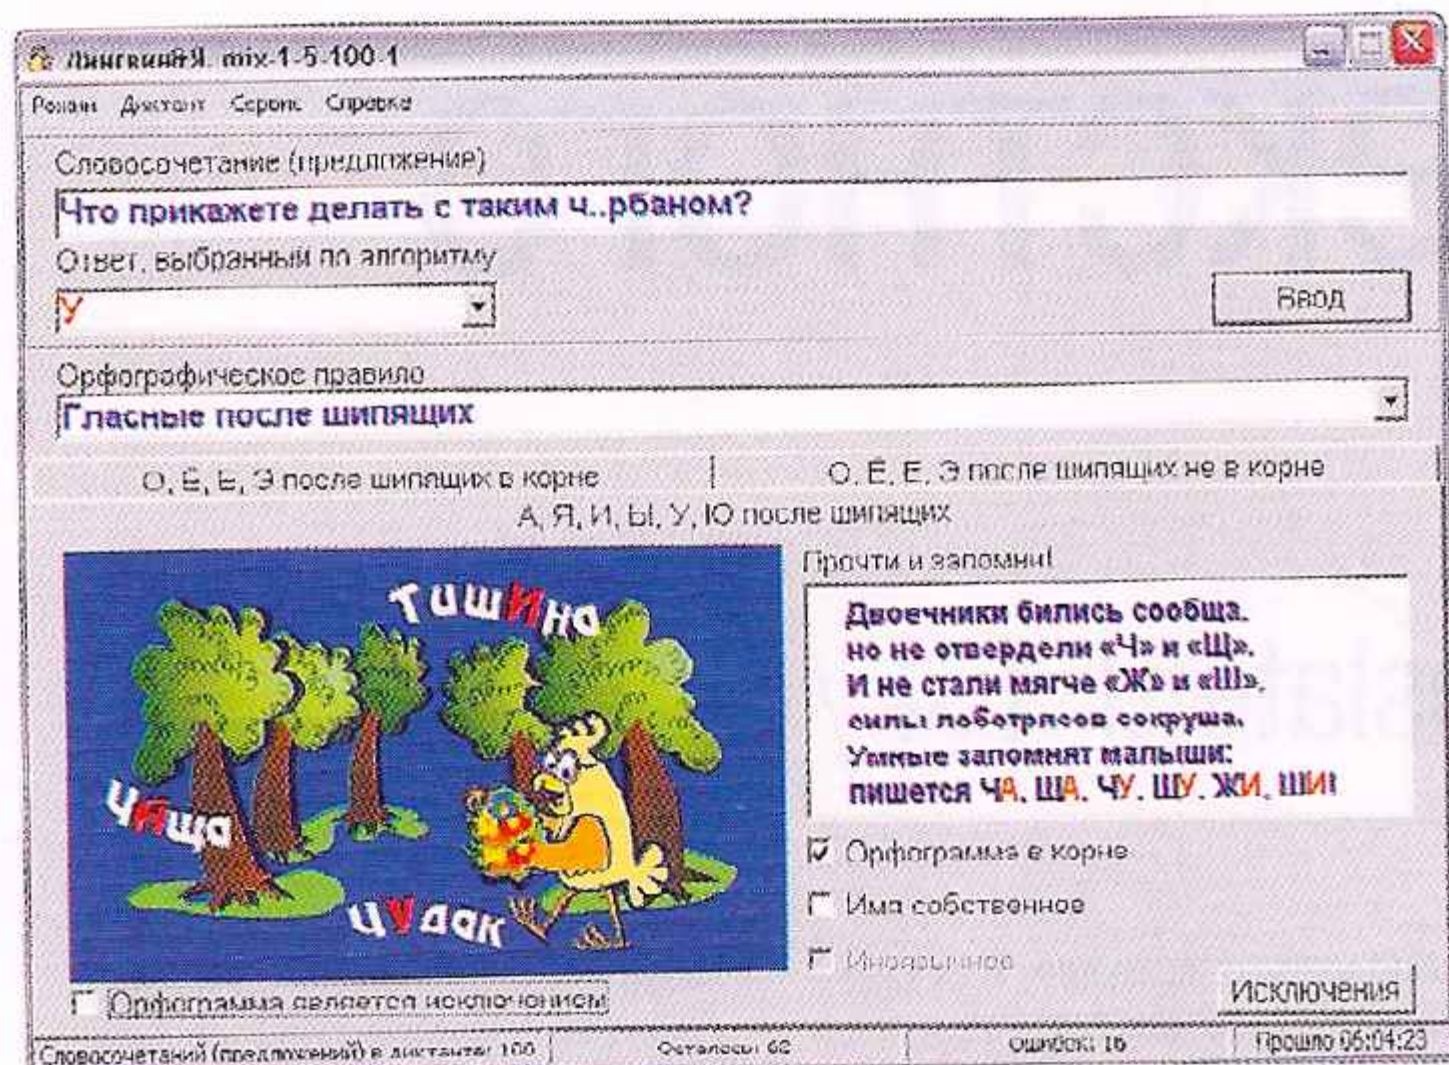 ЛингвинЯ. mix-1-5-100-1
Режим Диктант Сервис Справка
Словосочетание (предложение)
Что прикажете делать с таким ч..рбаном?
Ответ, выбранный по алгоритму
У
Ввод
Орфографическое правило
Гласные после шипящих
О, Ё, Е, Э после шипящих в корне
О, Ё, Е, Э после шипящих не в корне
А, Я, И, Ы, У, Ю после шипящих
ТишИна
чИща
чУдак
Прочти и запомни!
Двоечники бились сообща,
но не отвердели «Ч» и «Щ».
И не стали мягче «Ж» и «Ш»,
силы лоботрясов сокруша.
Умные запомнят малыши:
пишется ЧА, ЩА, ЧУ, ЩУ, ЖИ, ШИ!
Орфограмма в корне
Имя собственное
Иноязычное
Орфограмма является исключением
Исключения
Словосочетаний (предложений) в диктанте: 100
Осталось: 62
Ошибок: 16
Прошло 06:04:23